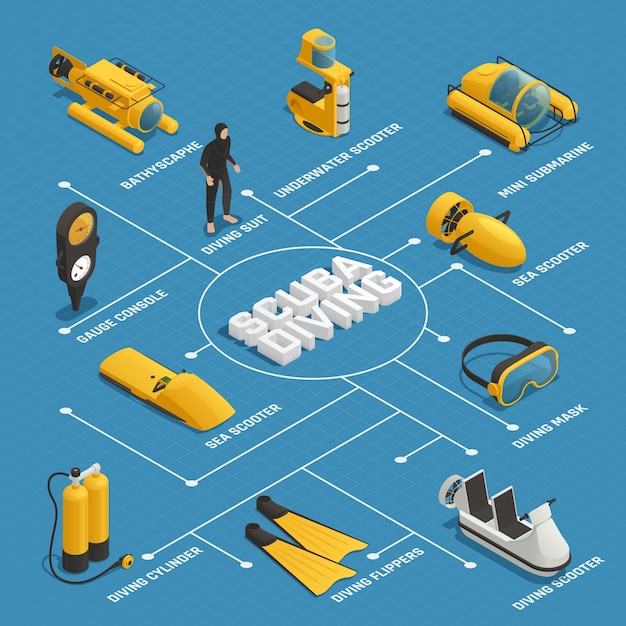 BATHYSCAPHE
UNDERWATER SCOOTER
MINI SUBMARINE
DIVING SUIT
SEA SCOOTER
GAUGE CONSOLE
SCUBA
DIVING
SEA SCOOTER
DIVING MASK
DIVING CYLINDER
DIVING FLIPPERS
DIVING SCOOTER